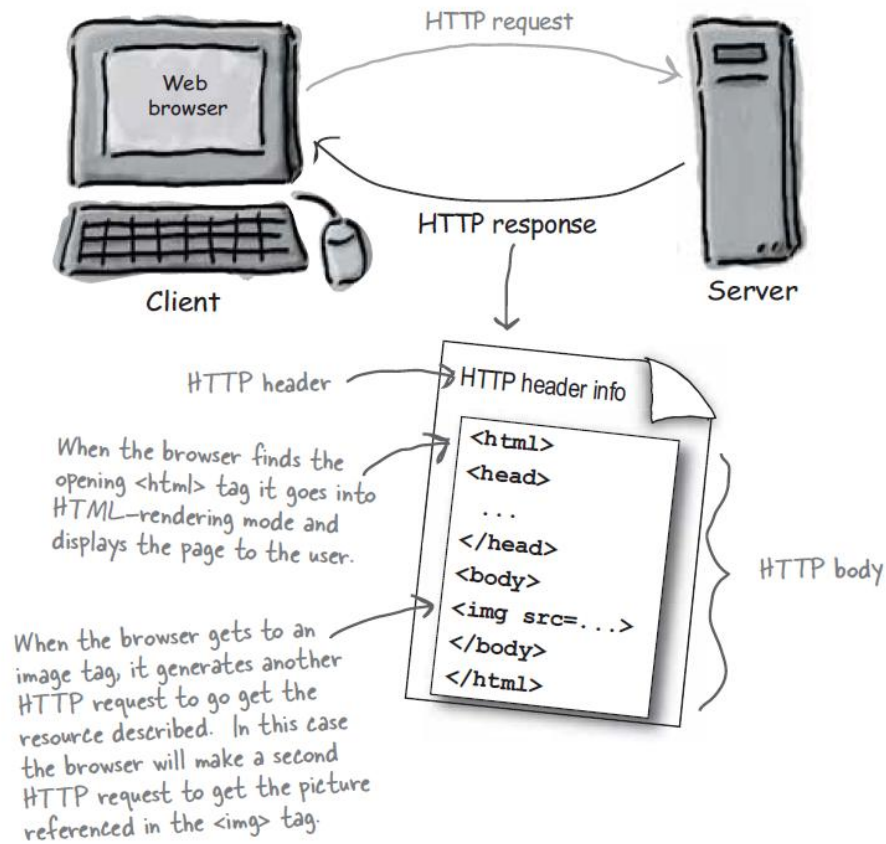 HTTP request
Web
browser
HTTP response
Client
Server
HTTP header
HTTP header info
When the browser finds the
opening <html> tag it goes into
HTML-rendering mode and
displays the page to the user.
<html>
<head>
...
</head>
<body>
<img src=...>
</body>
</html>
HTTP body
When the browser gets to an
image tag, it generates another
HTTP request to go get the
resource described. In this case
the browser will make a second
HTTP request to get the picture
referenced in the <img> tag.